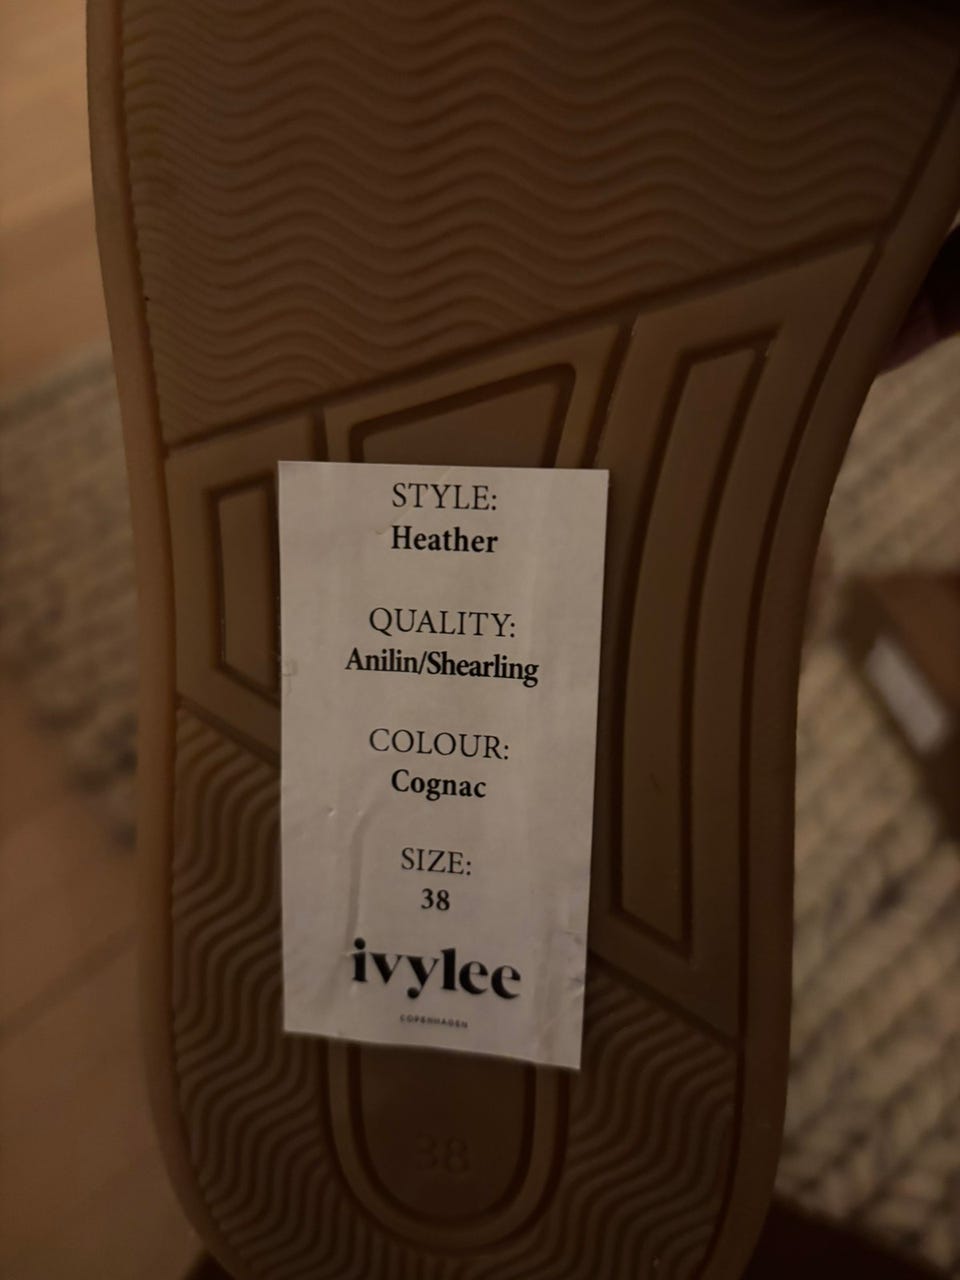 STYLE:
Heather
QUALITY:
Anilin/Shearling
COLOUR:
Cognac
SIZE:
38
ivylee
COPENHAGEN
38